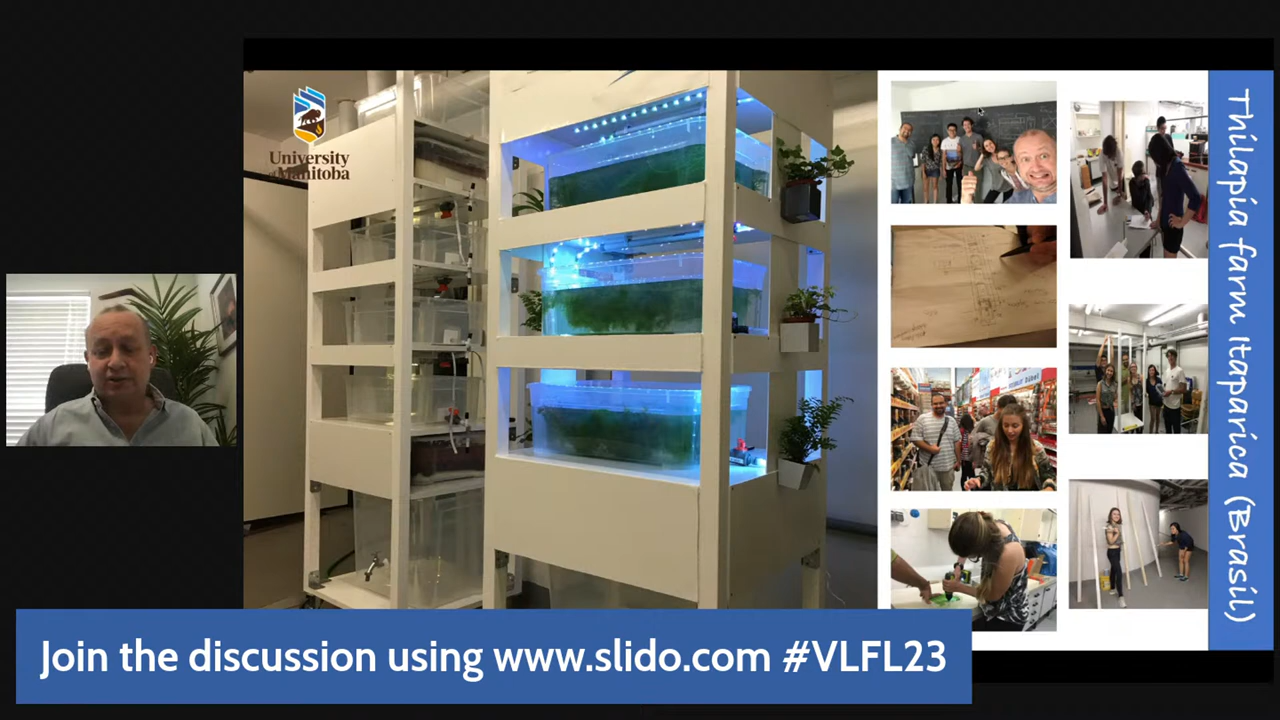 University
of Manitoba
Thilapia farm Itaparica (Brasil)
Join the discussion using www.slido.com #VLFL23